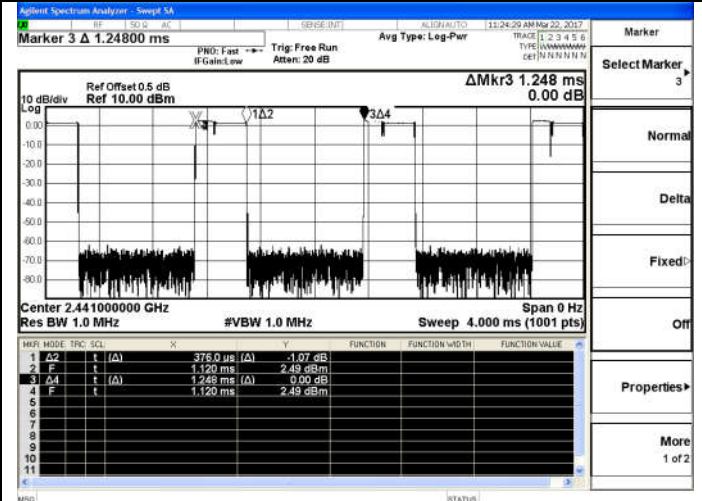 Agilent Spectrum Analyzer - Swept SA
RF 50 Ω AC SENSE:INT ALIGNAUTO 11:24:29 AM Mar 22, 2017
Marker 3 Δ 1.24800 ms
PNO: Fast
IFGain:Low
Trig: Free Run
Atten: 20 dB
Avg Type: Log-Pwr
TRACE 1 2 3 4 5 6
TYPE
DET N N N N N N
Ref Offset 0.5 dB
10 dB/div Ref 10.00 dBm
ΔMkr3 1.248 ms
0.00 dB
Log
1Δ2
3Δ4
0.00
-10.0
-20.0
-30.0
-40.0
-50.0
-60.0
-70.0
-80.0
Center 2.441000000 GHz Span 0 Hz
Res BW 1.0 MHz #VBW 1.0 MHz Sweep 4.000 ms (1001 pts)
MKR MODE TRC SCL X Y FUNCTION FUNCTION WIDTH FUNCTION VALUE
1 Δ2 t (Δ) 376.0 us (Δ) -1.07 dB
2 F t 1.120 ms 2.49 dBm
3 Δ4 t (Δ) 1.248 ms (Δ) 0.00 dB
4 F t 1.120 ms 2.49 dBm
5
6
7
8
9
10
11
MSG STATUS
Marker
Select Marker
3
Normal
Delta
Fixed
Off
Properties
More
1 of 2